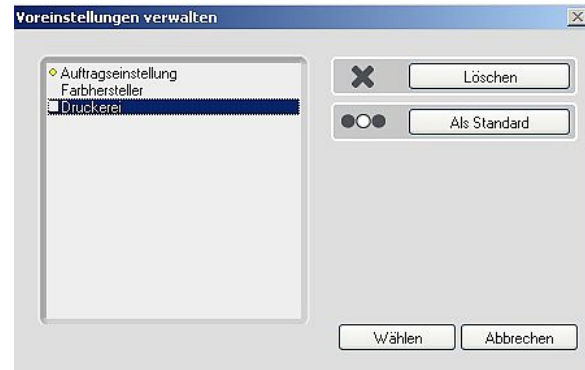 Voreinstellungen verwalten
Auftragseinstellung
Farbhersteller
Druckerei
Löschen
Als Standard
Wählen
Abbrechen